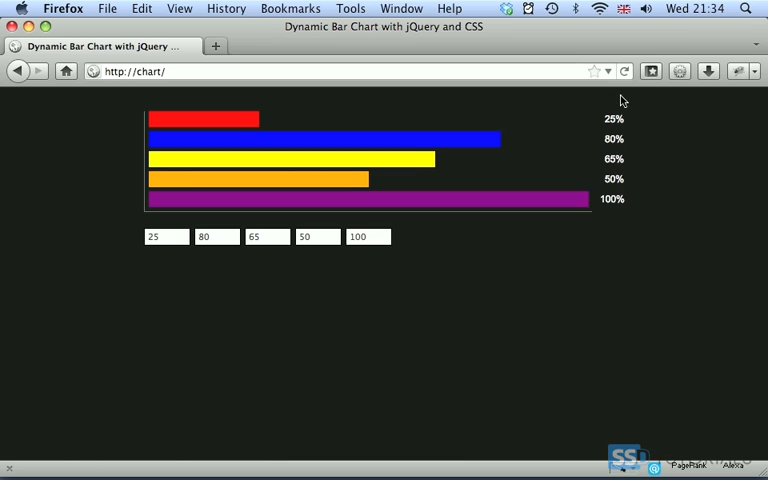 Firefox File Edit View History Bookmarks Tools Window Help Wed 21:34
Dynamic Bar Chart with jQuery and CSS
Dynamic Bar Chart with jQuery ...
http://chart/
25%
80%
65%
50%
100%
25 80 65 50 100
PageRank Alexa